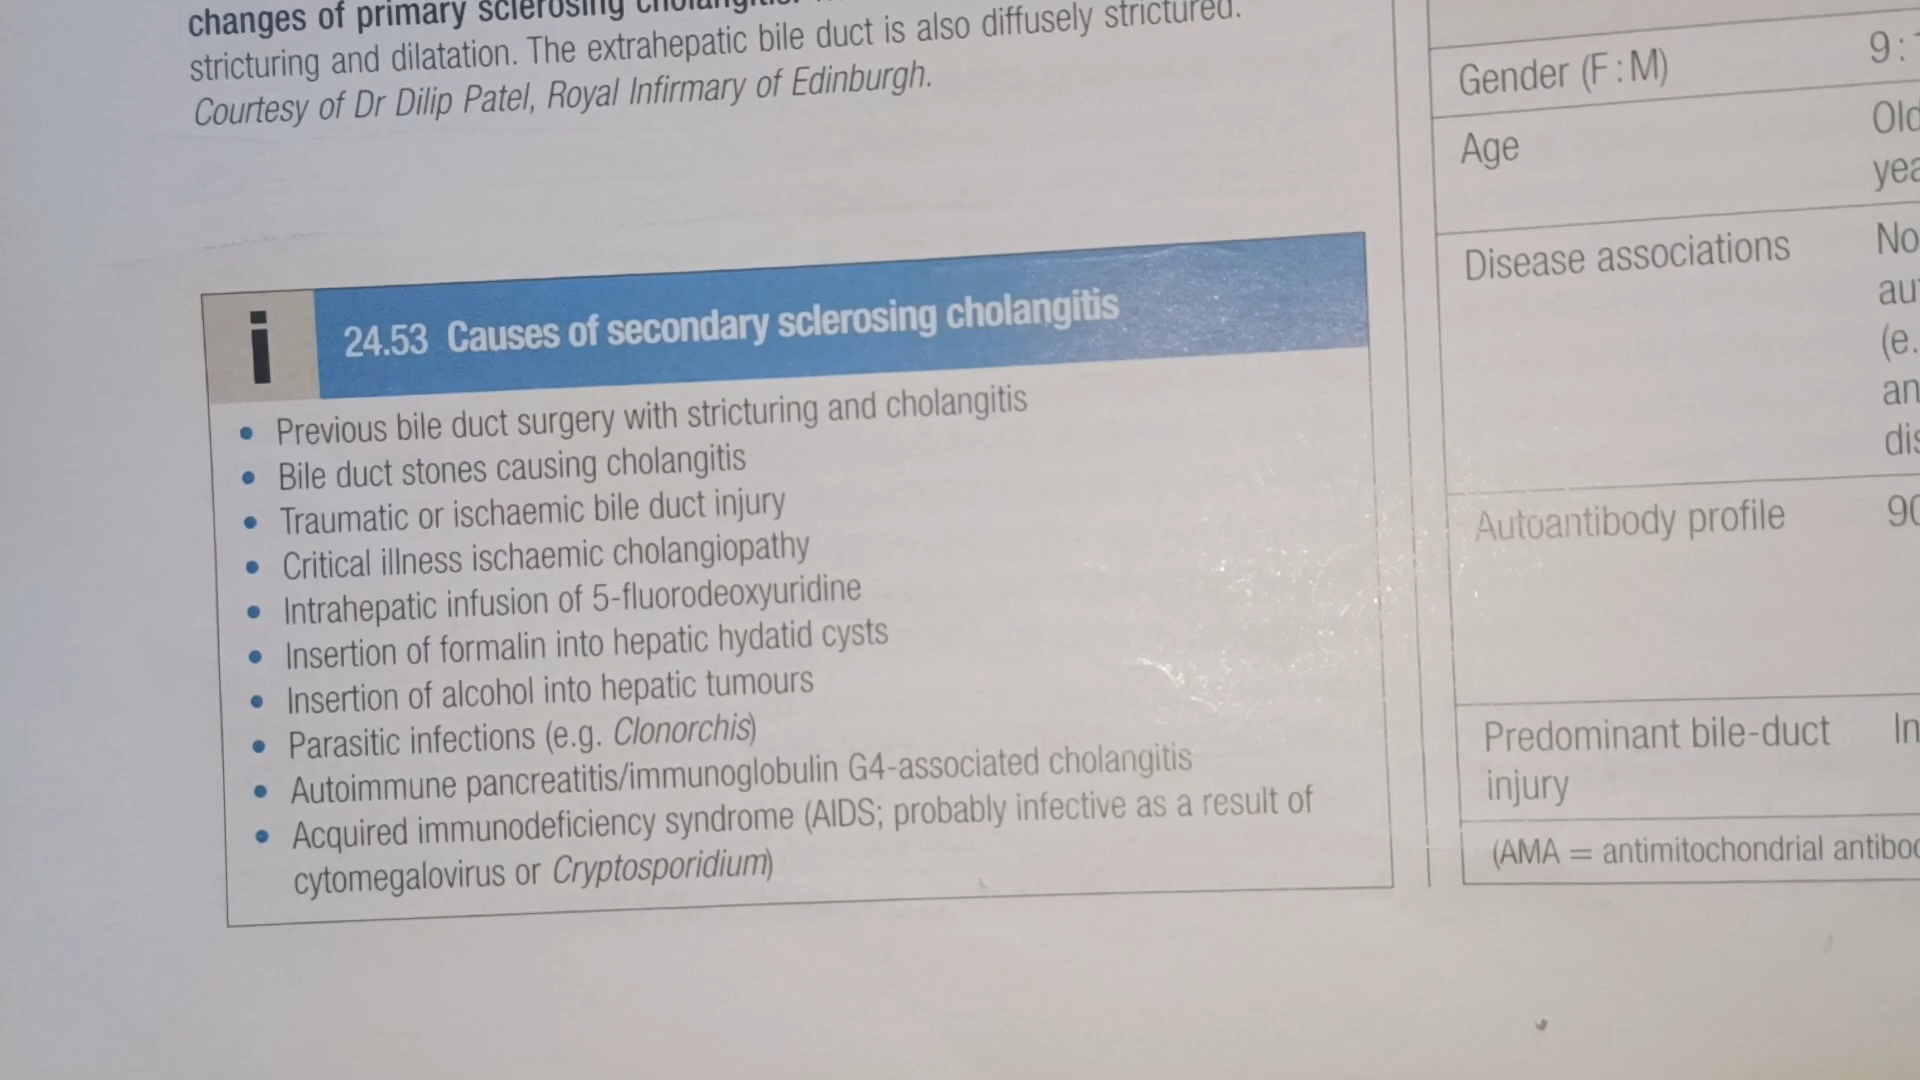 changes of primary sclerosing
stricturing and dilatation. The extrahepatic bile duct is also diffusely strictured.
Courtesy of Dr Dilip Patel, Royal Infirmary of Edinburgh.
i
24.53 Causes of secondary sclerosing cholangitis
• Previous bile duct surgery with stricturing and cholangitis
• Bile duct stones causing cholangitis
• Traumatic or ischaemic bile duct injury
• Critical illness ischaemic cholangiopathy
• Intrahepatic infusion of 5-fluorodeoxyuridine
• Insertion of formalin into hepatic hydatid cysts
• Insertion of alcohol into hepatic tumours
• Parasitic infections (e.g. Clonorchis)
• Autoimmune pancreatitis/immunoglobulin G4-associated cholangitis
• Acquired immunodeficiency syndrome (AIDS; probably infective as a result of
cytomegalovirus or Cryptosporidium)
Gender (F : M) 9 :
Age
Disease associations
(e.
Autoantibody profile
Predominant bile-duct
injury
(AMA = antimitochondrial